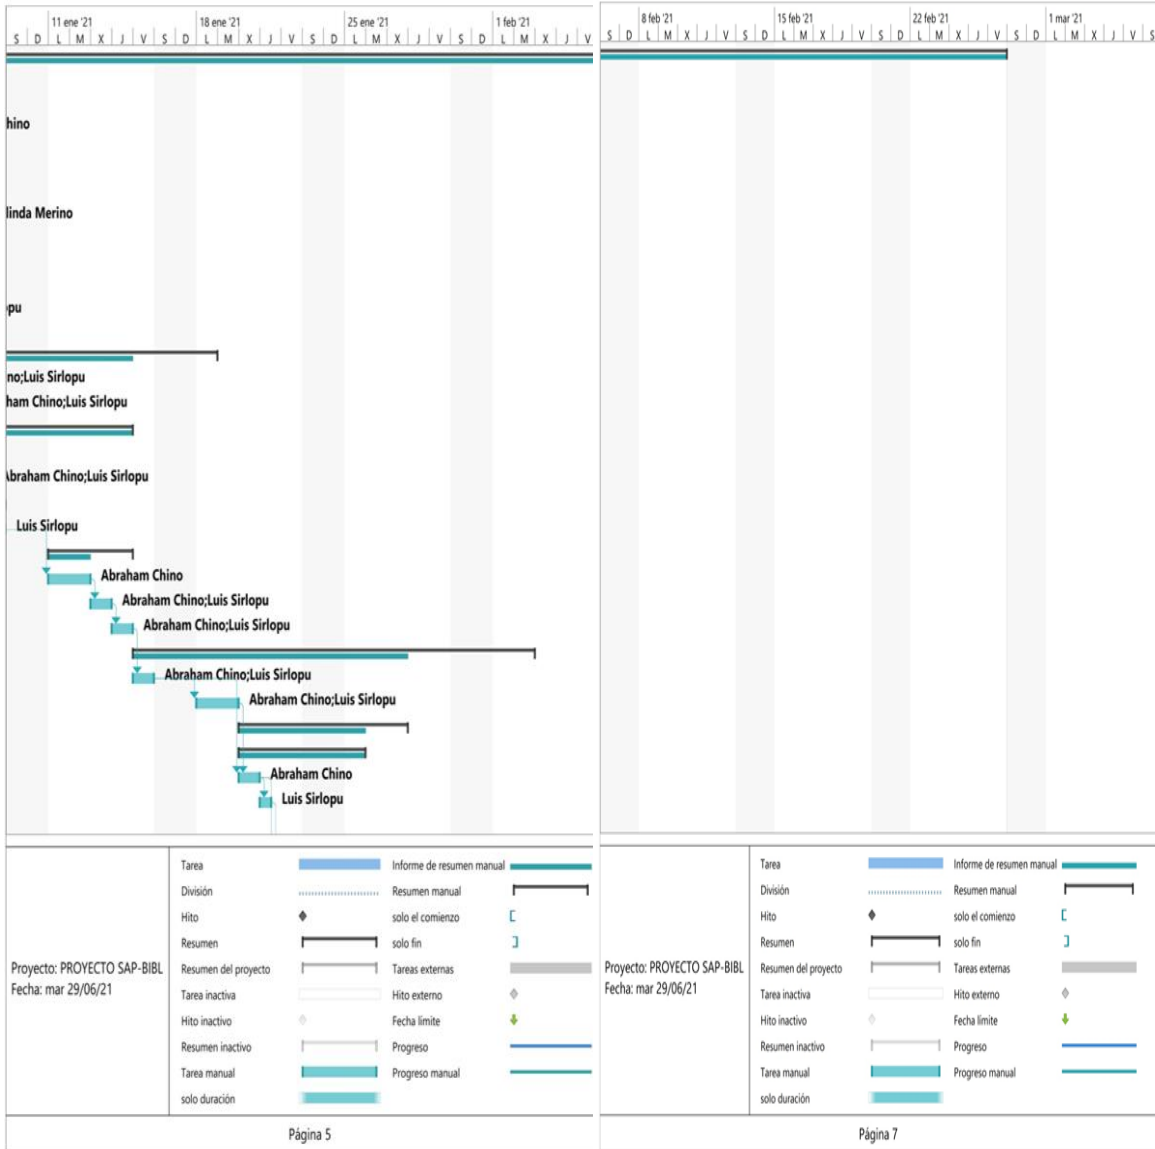 11 ene '21 18 ene '21 25 ene '21 1 feb '21
S D L M X J V S D L M X J V S D L M X J V S D L M X J V
hino
linda Merino
opu
no;Luis Sirlopu
ham Chino;Luis Sirlopu
Abraham Chino;Luis Sirlopu
Luis Sirlopu
Abraham Chino
Abraham Chino;Luis Sirlopu
Abraham Chino;Luis Sirlopu
Abraham Chino;Luis Sirlopu
Abraham Chino;Luis Sirlopu
Abraham Chino
Luis Sirlopu
Proyecto: PROYECTO SAP-BIBL
Fecha: mar 29/06/21
Tarea
División
Hito
Resumen
Resumen del proyecto
Tarea inactiva
Hito inactivo
Resumen inactivo
Tarea manual
solo duración
Informe de resumen manual
Resumen manual
solo el comienzo
solo fin
Tareas externas
Hito externo
Fecha límite
Progreso
Progreso manual
Página 5
8 feb '21 15 feb '21 22 feb '21 1 mar '21
S D L M X J V S D L M X J V S D L M X J V S D L M X J V S
Proyecto: PROYECTO SAP-BIBL
Fecha: mar 29/06/21
Tarea
División
Hito
Resumen
Resumen del proyecto
Tarea inactiva
Hito inactivo
Resumen inactivo
Tarea manual
solo duración
Informe de resumen manual
Resumen manual
solo el comienzo
solo fin
Tareas externas
Hito externo
Fecha límite
Progreso
Progreso manual
Página 7